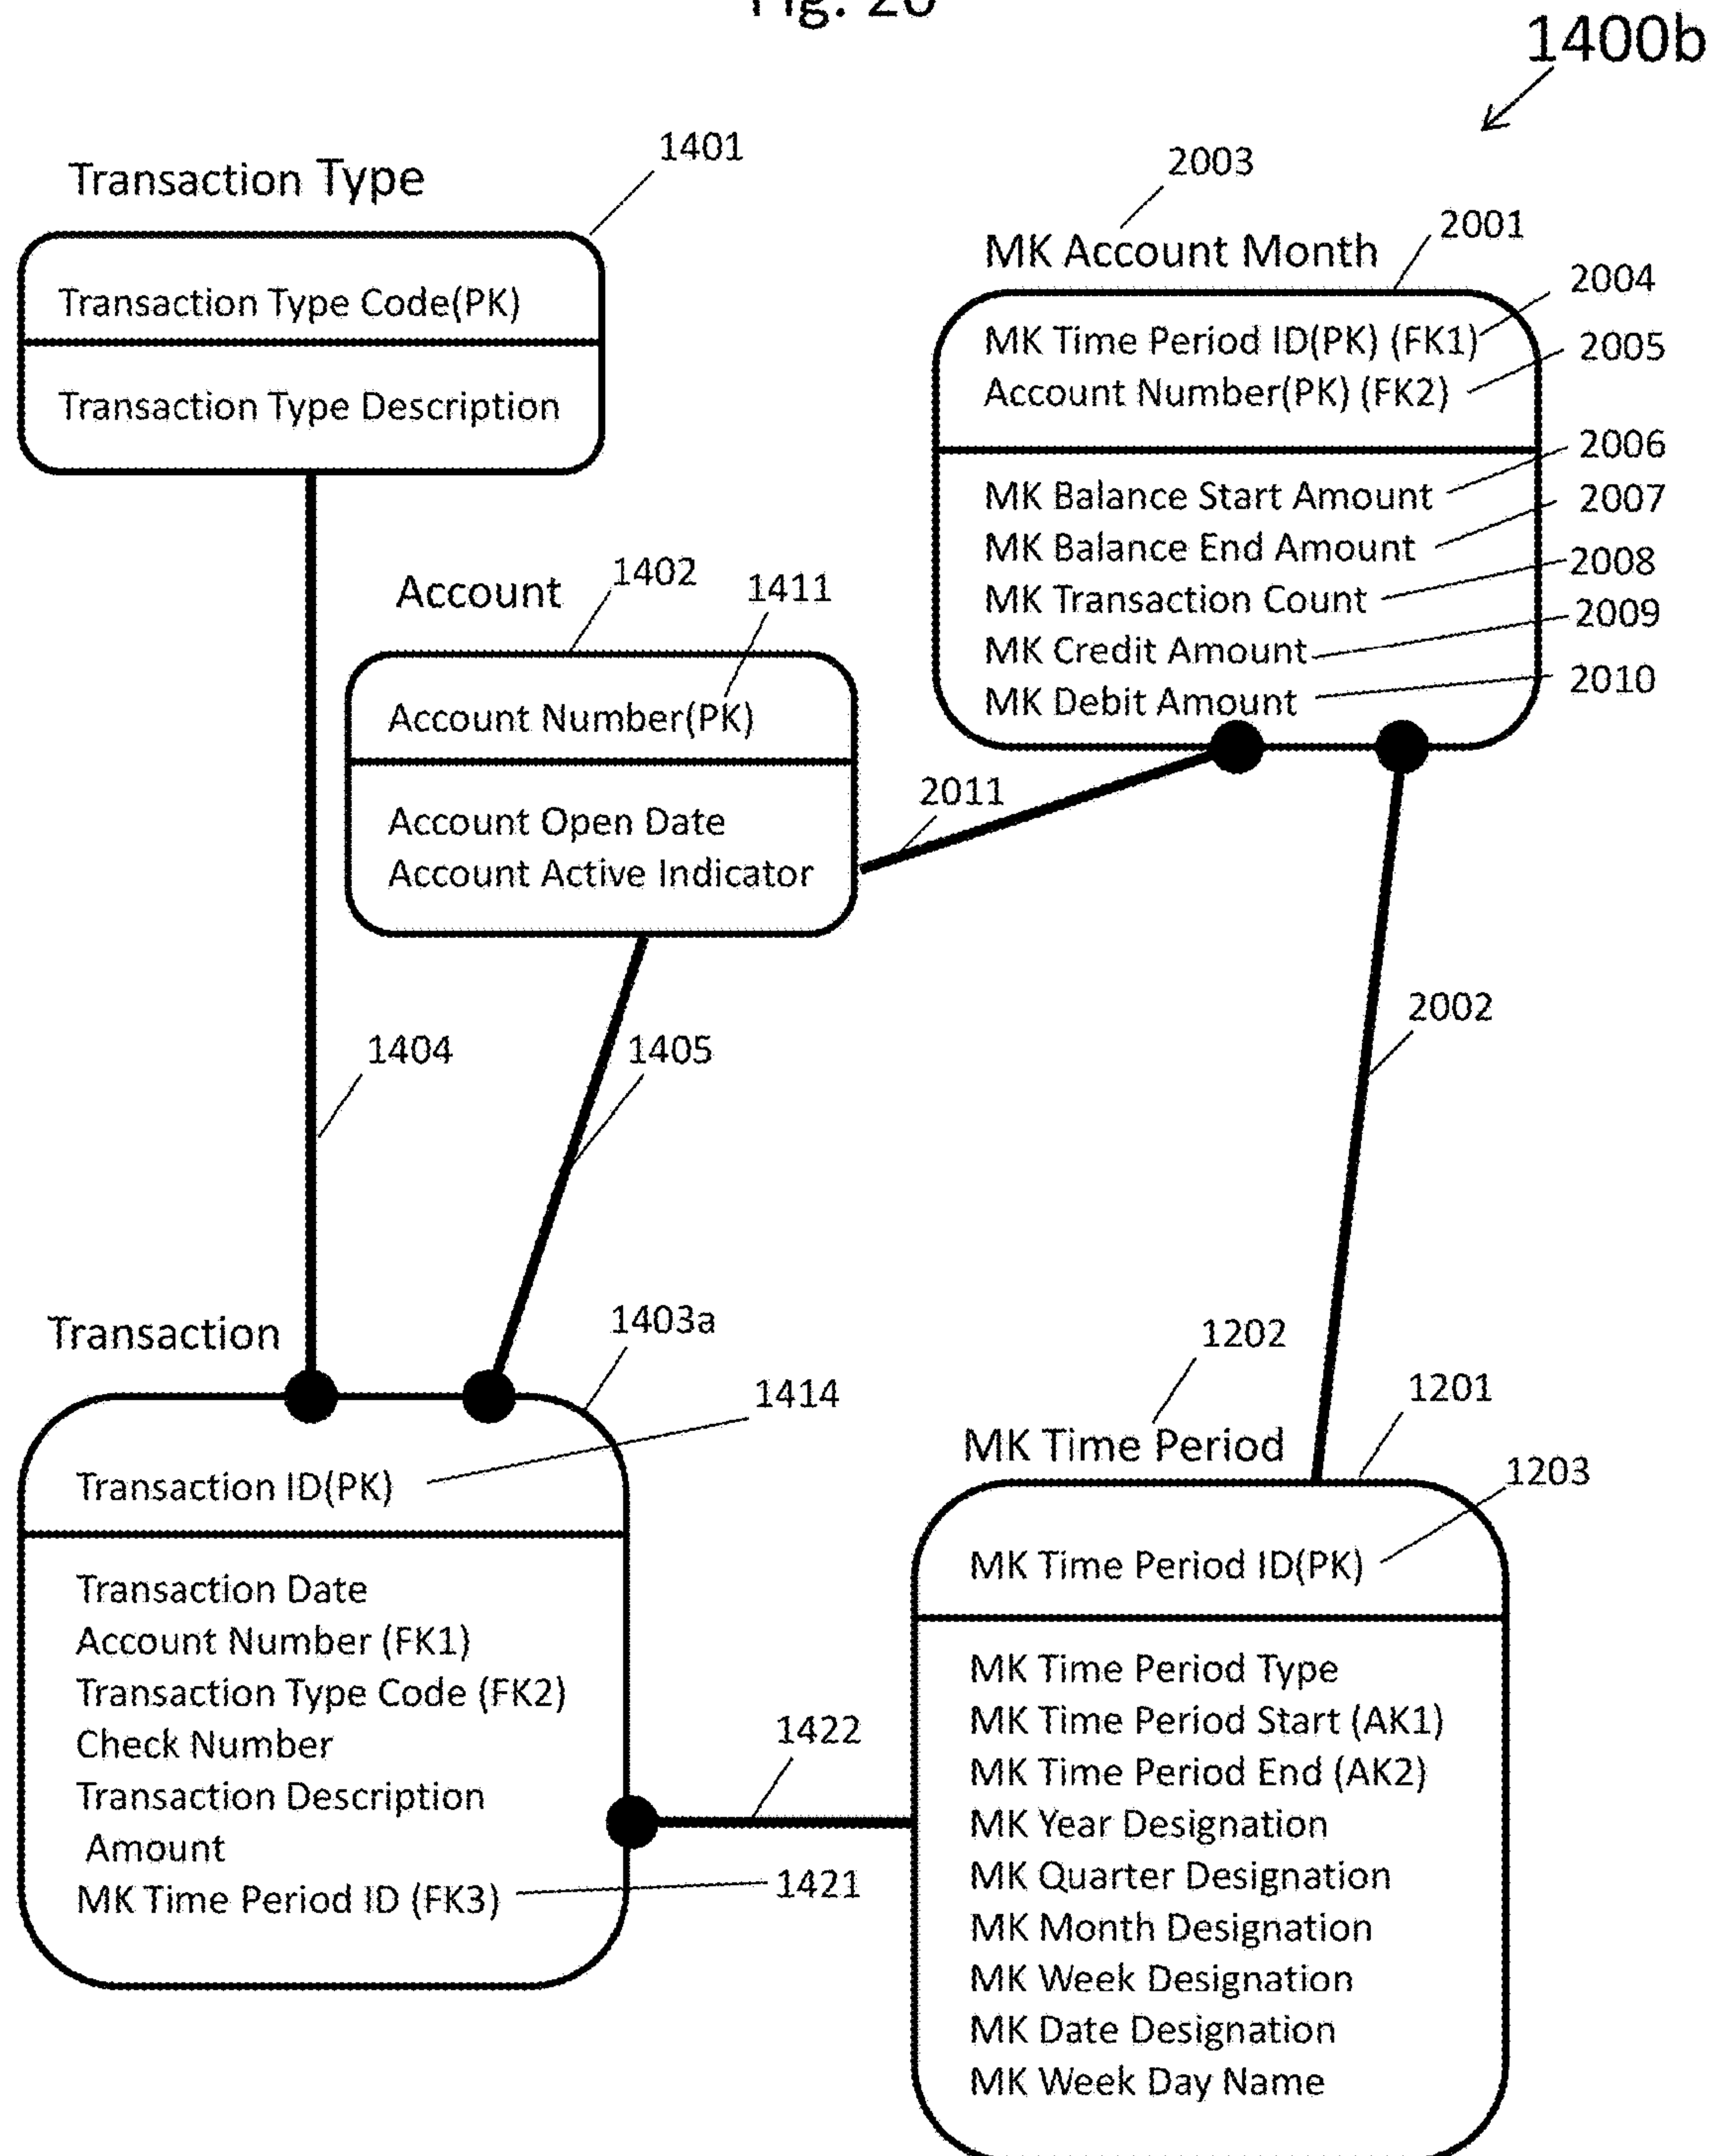 Fig. 20
1400b
Transaction Type
1401
Transaction Type Code(PK)
Transaction Type Description
2003
MK Account Month
2001
MK Time Period ID(PK) (FK1)
2004
Account Number(PK) (FK2)
2005
MK Balance Start Amount
2006
MK Balance End Amount
2007
MK Transaction Count
2008
MK Credit Amount
2009
MK Debit Amount
2010
Account
1402
1411
Account Number(PK)
Account Open Date
Account Active Indicator
2011
2002
1404
1405
Transaction
1403a
1414
Transaction ID(PK)
Transaction Date
Account Number (FK1)
Transaction Type Code (FK2)
Check Number
Transaction Description
Amount
MK Time Period ID (FK3)
1422
1421
1202
MK Time Period
1201
1203
MK Time Period ID(PK)
MK Time Period Type
MK Time Period Start (AK1)
MK Time Period End (AK2)
MK Year Designation
MK Quarter Designation
MK Month Designation
MK Week Designation
MK Date Designation
MK Week Day Name